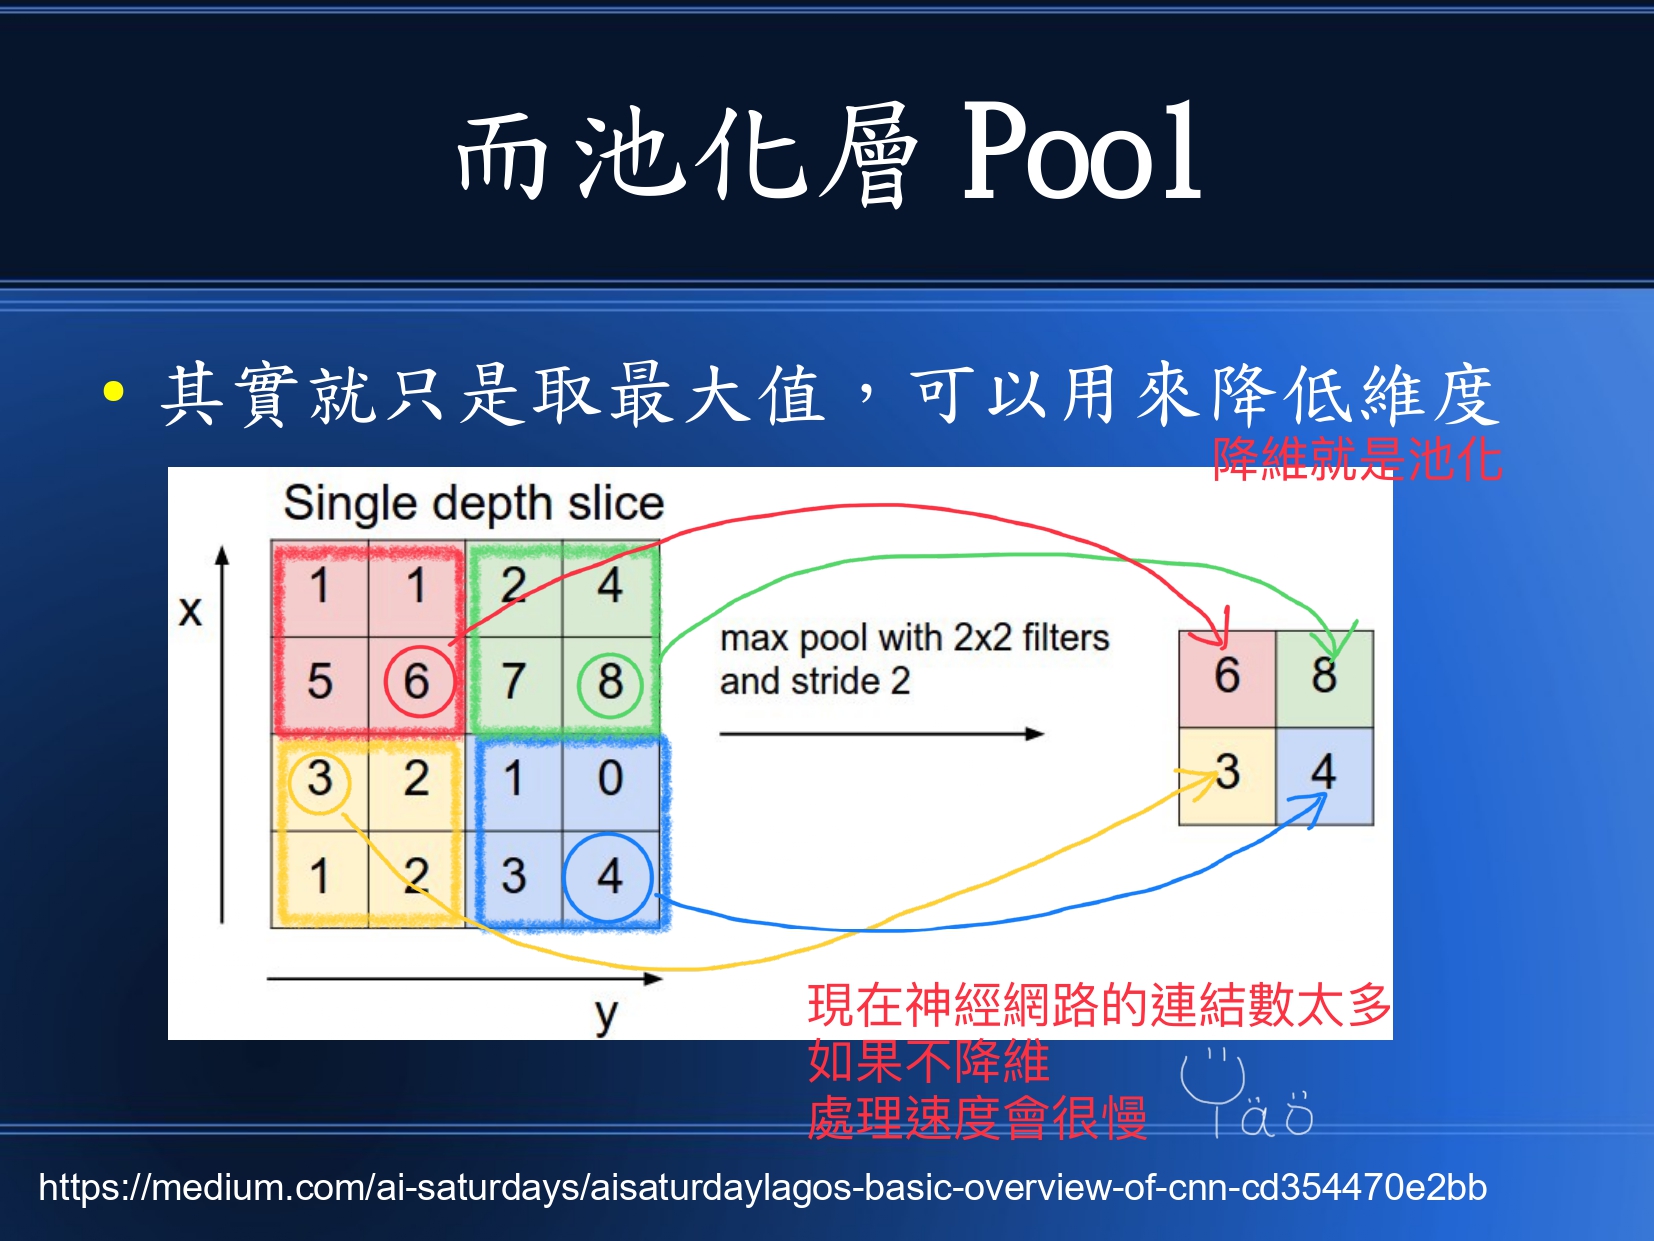 而池化層 Pool
其實就只是取最大值，可以用來降低維度
降維就是池化
Single depth slice
x
1 1 2 4
5 6 7 8
3 2 1 0
1 2 3 4
y
max pool with 2x2 filters
and stride 2
6 8
3 4
現在神經網路的連結數太多
如果不降維
處理速度會很慢
https://medium.com/ai-saturdays/aisaturdaylagos-basic-overview-of-cnn-cd354470e2bb